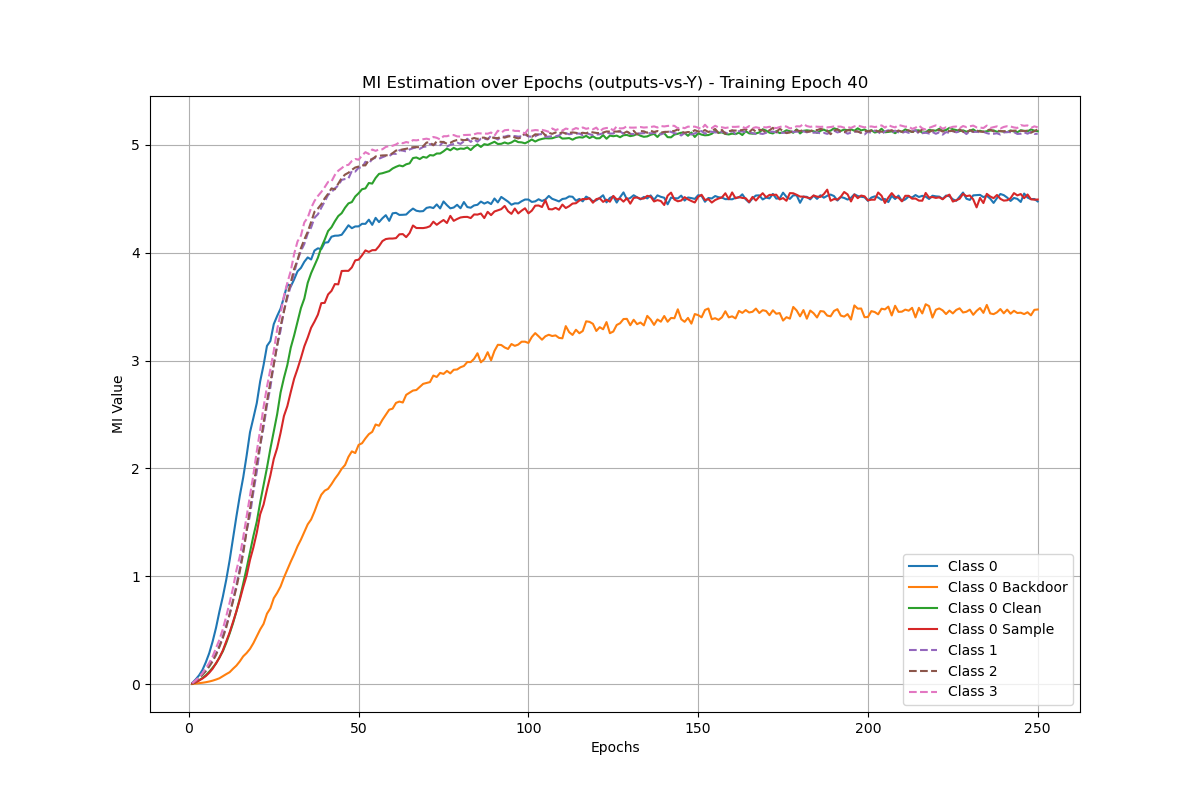 MI Estimation over Epochs (outputs-vs-Y) - Training Epoch 40
MI Value
5
4
3
2
1
0
0 50 100 150 200 250
Epochs
Class 0
Class 0 Backdoor
Class 0 Clean
Class 0 Sample
Class 1
Class 2
Class 3